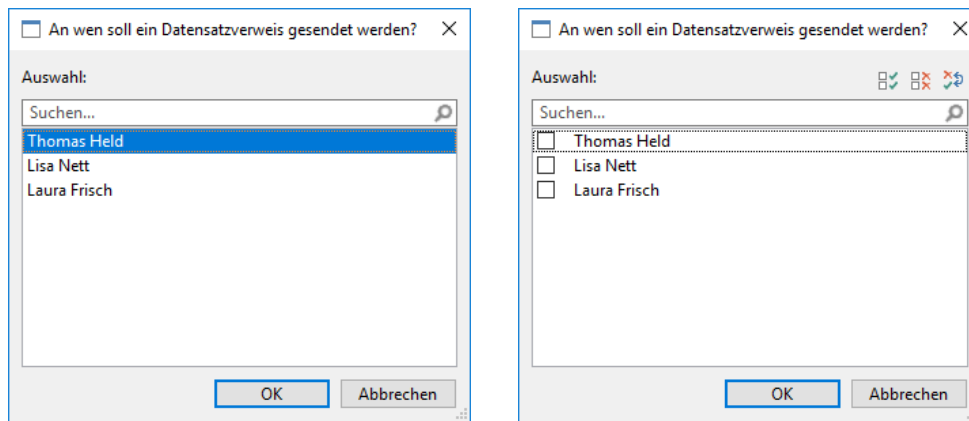 An wen soll ein Datensatzverweis gesendet werden?
Auswahl:
Suchen...
Thomas Held
Lisa Nett
Laura Frisch
OK Abbrechen
An wen soll ein Datensatzverweis gesendet werden?
Auswahl:
Suchen...
Thomas Held
Lisa Nett
Laura Frisch
OK Abbrechen